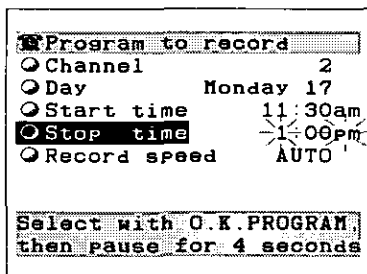 Program to record
Channel 2
Day Monday 17
Start time 11:30am
Stop time 1:00pm
Record speed AUTO
Select with O.K.PROGRAM,
then pause for 4 seconds